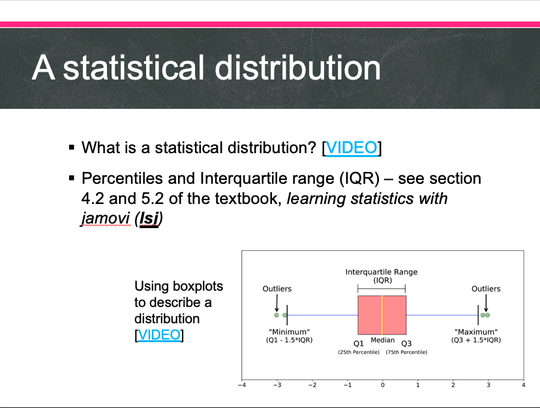 A statistical distribution
▪ What is a statistical distribution? [VIDEO]
▪ Percentiles and Interquartile range (IQR) – see section
4.2 and 5.2 of the textbook, learning statistics with
jamovi (lsj)
Using boxplots
to describe a
distribution
[VIDEO]
Interquartile Range
(IQR)
Outliers
Outliers
"Minimum"
(Q1 - 1.5*IQR)
"Maximum"
(Q3 + 1.5*IQR)
Q1
Median
Q3
(25th Percentile)
(75th Percentile)
−4 −3 −2 −1 0 1 2 3 4